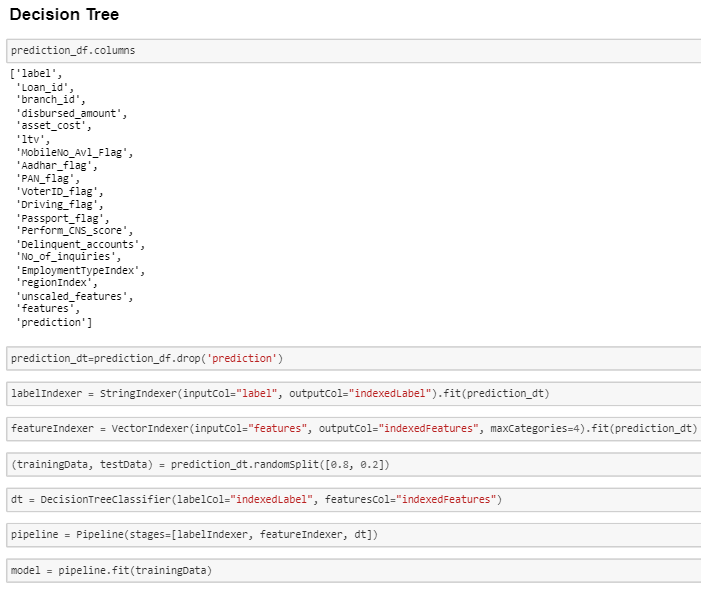 Decision Tree
prediction_df.columns
['label',
'Loan_id',
'branch_id',
'disbursed_amount',
'asset_cost',
'ltv',
'MobileNo_Avl_Flag',
'Aadhar_flag',
'PAN_flag',
'VoterID_flag',
'Driving_flag',
'Passport_flag',
'Perform_CNS_score',
'Delinquent_accounts',
'No_of_inquiries',
'EmploymentTypeIndex',
'regionIndex',
'unscaled_features',
'features',
'prediction']
prediction_dt=prediction_df.drop('prediction')
labelIndexer = StringIndexer(inputCol="label", outputCol="indexedLabel").fit(prediction_dt)
featureIndexer = VectorIndexer(inputCol="features", outputCol="indexedFeatures", maxCategories=4).fit(prediction_dt)
(trainingData, testData) = prediction_dt.randomSplit([0.8, 0.2])
dt = DecisionTreeClassifier(labelCol="indexedLabel", featuresCol="indexedFeatures")
pipeline = Pipeline(stages=[labelIndexer, featureIndexer, dt])
model = pipeline.fit(trainingData)